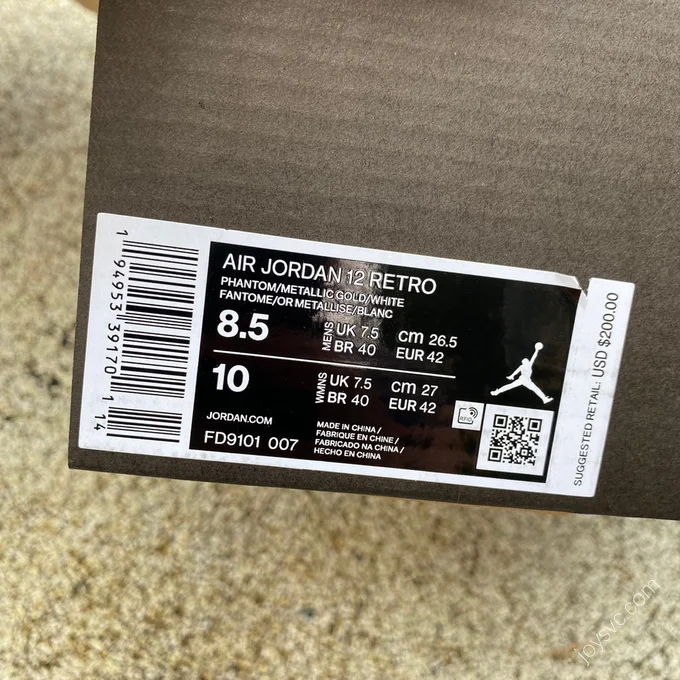 AIR JORDAN 12 RETRO
PHANTOM/METALLIC GOLD/WHITE
FANTOME/OR METALLISE/BLANC
8.5
MENS
UK 7.5 cm 26.5
BR 40 EUR 42
10
WMNS
UK 7.5 cm 27
BR 40 EUR 42
JORDAN.COM
FD9101 007
MADE IN CHINA /
FABRIQUE EN CHINE /
FABRICADO NA CHINA /
HECHO EN CHINA
RFID
1 94953 39170 1 14
SUGGESTED RETAIL: USD $200.00
joysvc.com